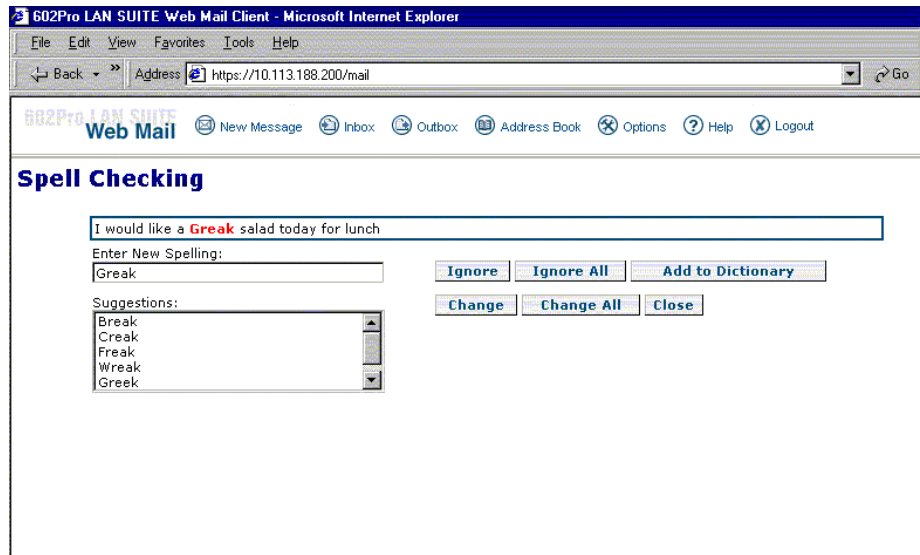 602Pro LAN SUITE Web Mail Client - Microsoft Internet Explorer
File Edit View Favorites Tools Help
Back » Address https://10.113.188.200/mail Go
602Pro LAN SUITE
Web Mail New Message Inbox Outbox Address Book Options ? Help Logout
Spell Checking
I would like a Greak salad today for lunch
Enter New Spelling:
Greak
Ignore Ignore All Add to Dictionary
Suggestions:
Change Change All Close
Break
Creak
Freak
Wreak
Greek